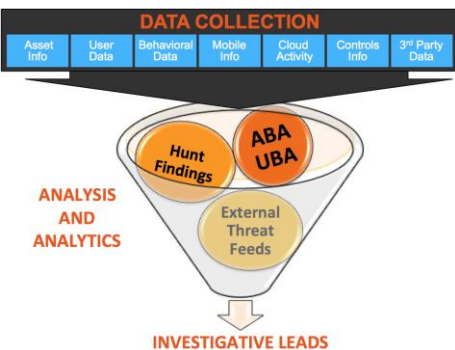 DATA COLLECTION
Asset Info
User Data
Behavioral Data
Mobile Info
Cloud Activity
Controls Info
3rd Party Data
Hunt Findings
ABA UBA
External Threat Feeds
ANALYSIS
AND
ANALYTICS
INVESTIGATIVE LEADS